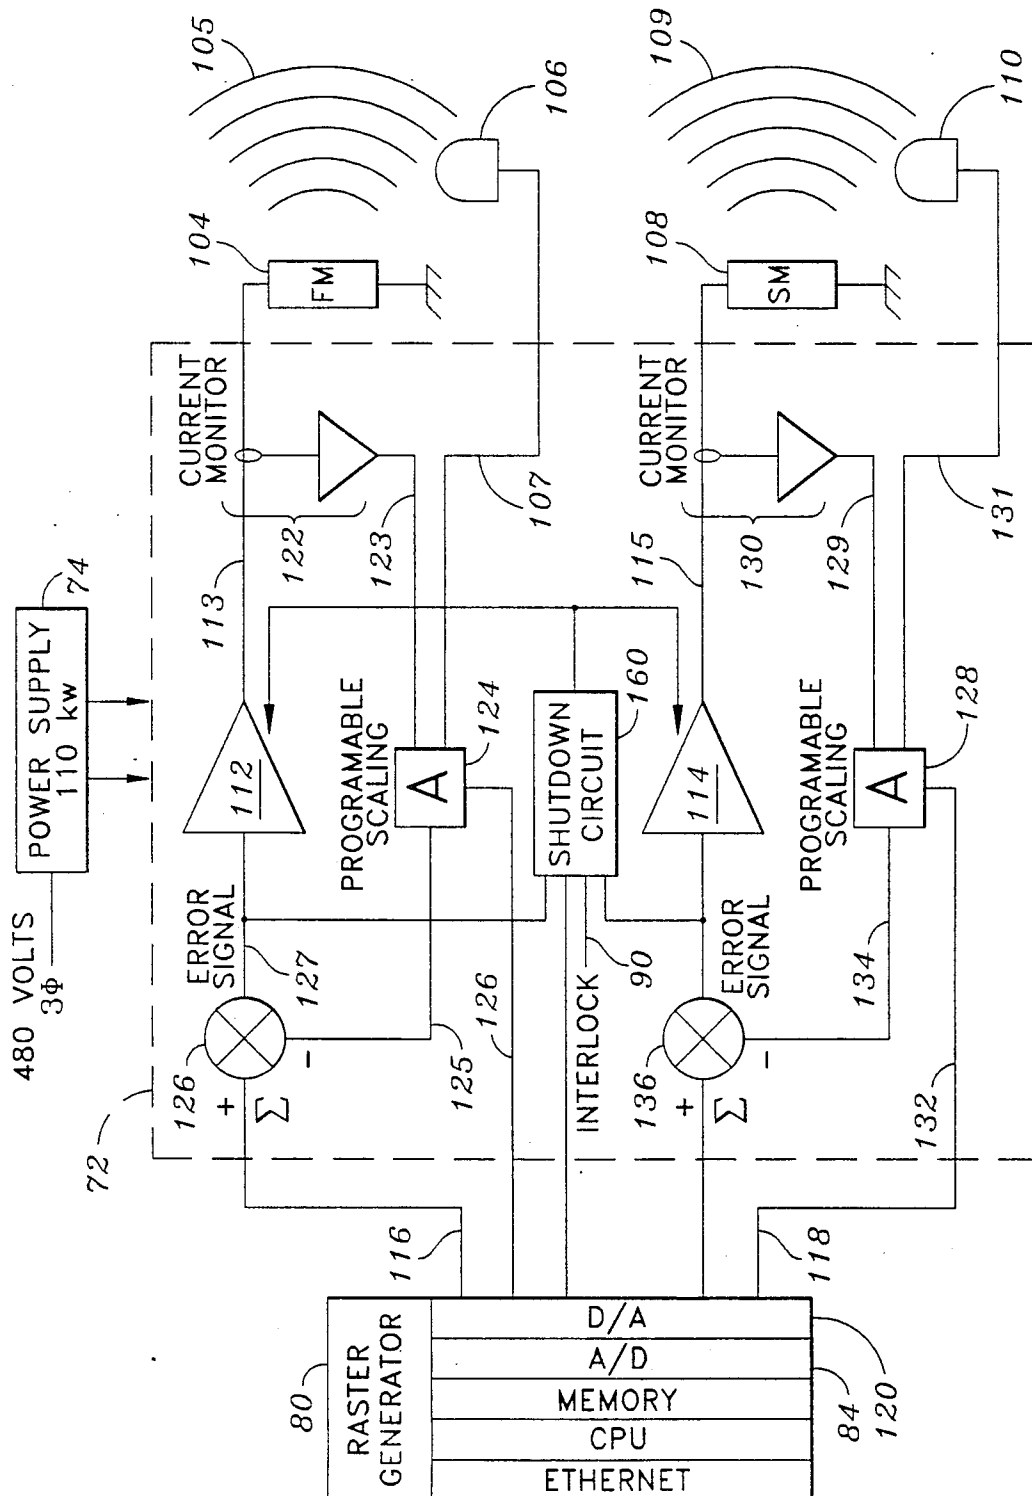 480 VOLTS
3Φ
POWER SUPPLY
110 kw
74
72
105
106
104
FM
107
CURRENT
MONITOR
122
123
113
112
PROGRAMABLE
SCALING
A
124
ERROR
SIGNAL
127
126
+
Σ
-
125
126
116
109
110
108
SM
131
CURRENT
MONITOR
130
129
115
114
SHUTDOWN
CIRCUIT
160
INTERLOCK
90
PROGRAMABLE
SCALING
A
128
ERROR
SIGNAL
134
136
+
Σ
-
132
118
80
RASTER
GENERATOR
D/A
A/D
MEMORY
CPU
ETHERNET
84
120